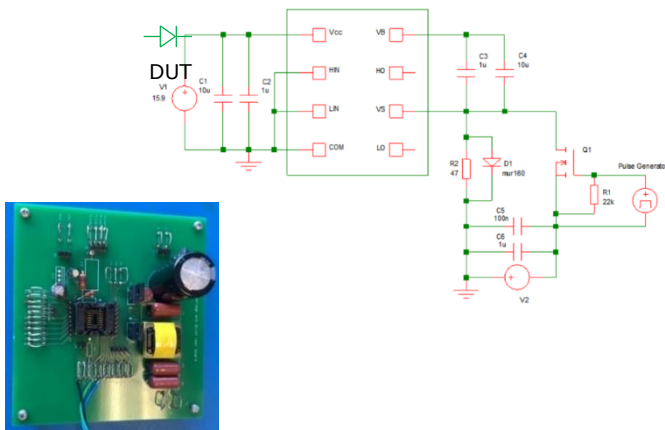 DUT
V1
15.9
C1
10u
C2
1u
Vcc
HIN
LIN
COM
VB
HO
VS
LO
C3
1u
C4
10u
R2
47
D1
mur160
Q1
R1
22k
Pulse Generato
C5
100n
C6
1u
V2